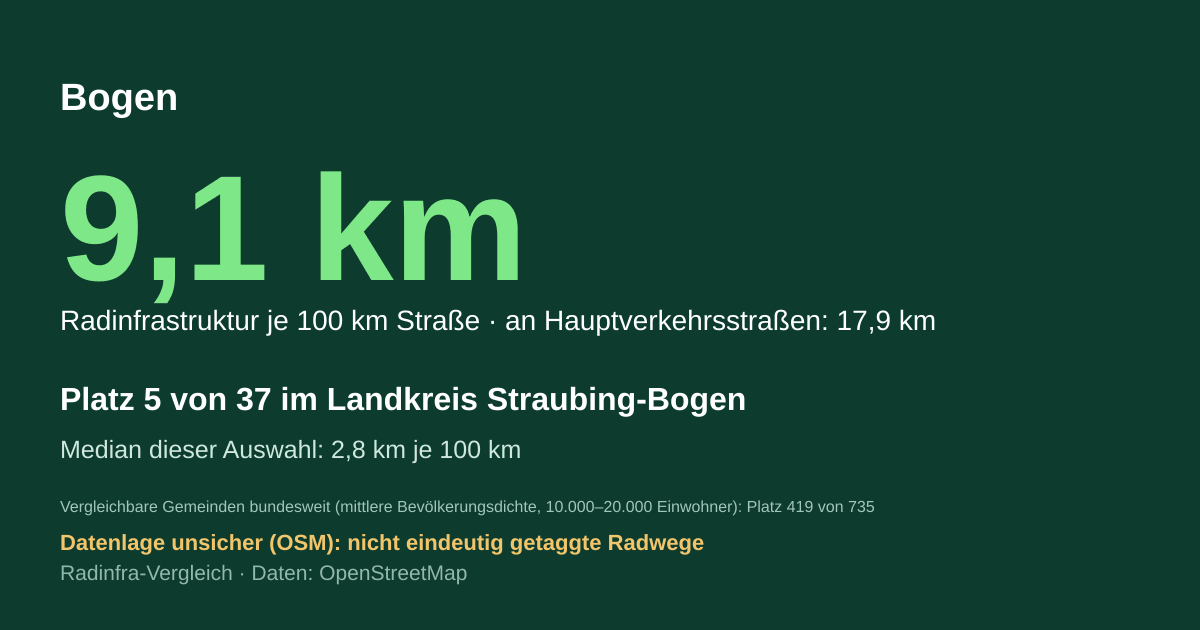 Bogen
9,1 km
Radinfrastruktur je 100 km Straße · an Hauptverkehrsstraßen: 17,9 km
Platz 5 von 37 im Landkreis Straubing-Bogen
Median dieser Auswahl: 2,8 km je 100 km
Vergleichbare Gemeinden bundesweit (mittlere Bevölkerungsdichte, 10.000–20.000 Einwohner): Platz 419 von 735
Datenlage unsicher (OSM): nicht eindeutig getaggte Radwege
Radinfra-Vergleich · Daten: OpenStreetMap